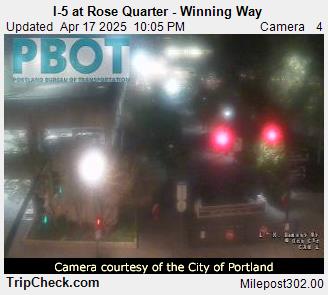 I-5 at Rose Quarter - Winning Way
Updated Apr 17 2025 10:05 PM Camera 4
PBOT
PORTLAND BUREAU OF TRANSPORTATION
Camera courtesy of the City of Portland
TripCheck.com Milepost302.00